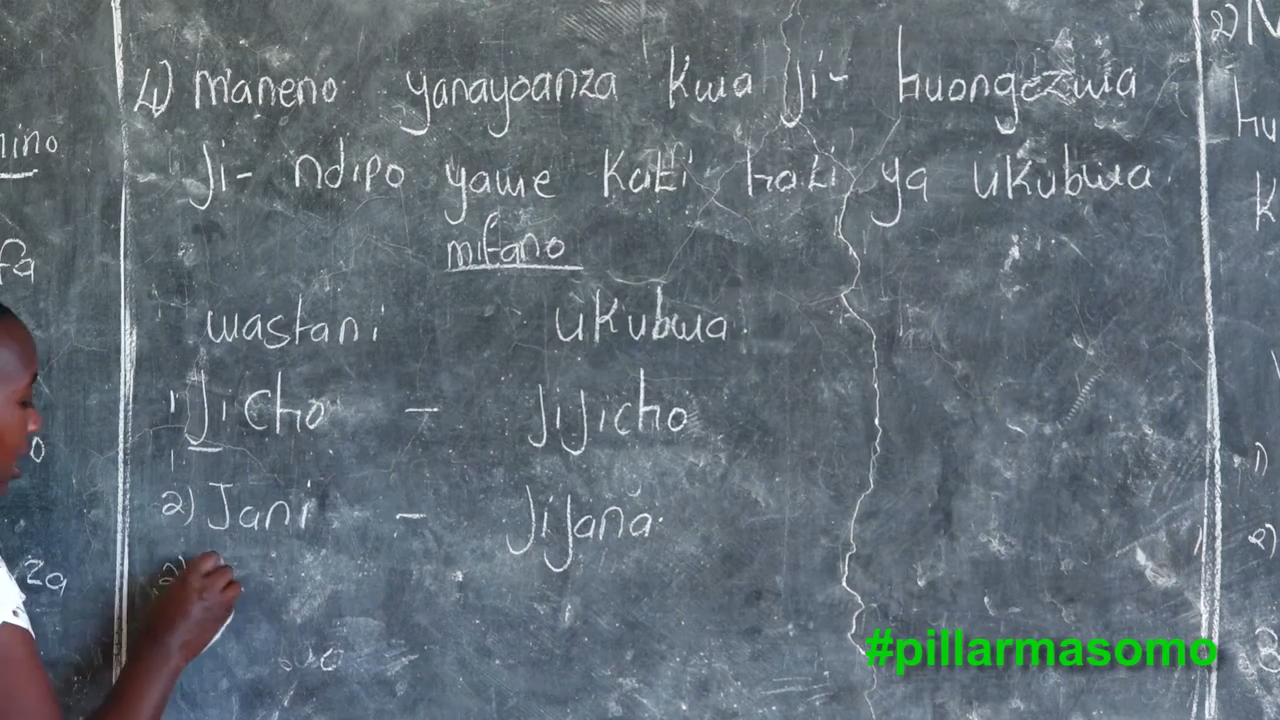 4) maneno yanayoanza kwa ji- huongezwa
ji- ndipo yawe kati hati ya ukubwa.
mifano
wastani ukubwa.
1) Jicho - Jijicho
2) Jani - Jijana.
#pillarmasomo